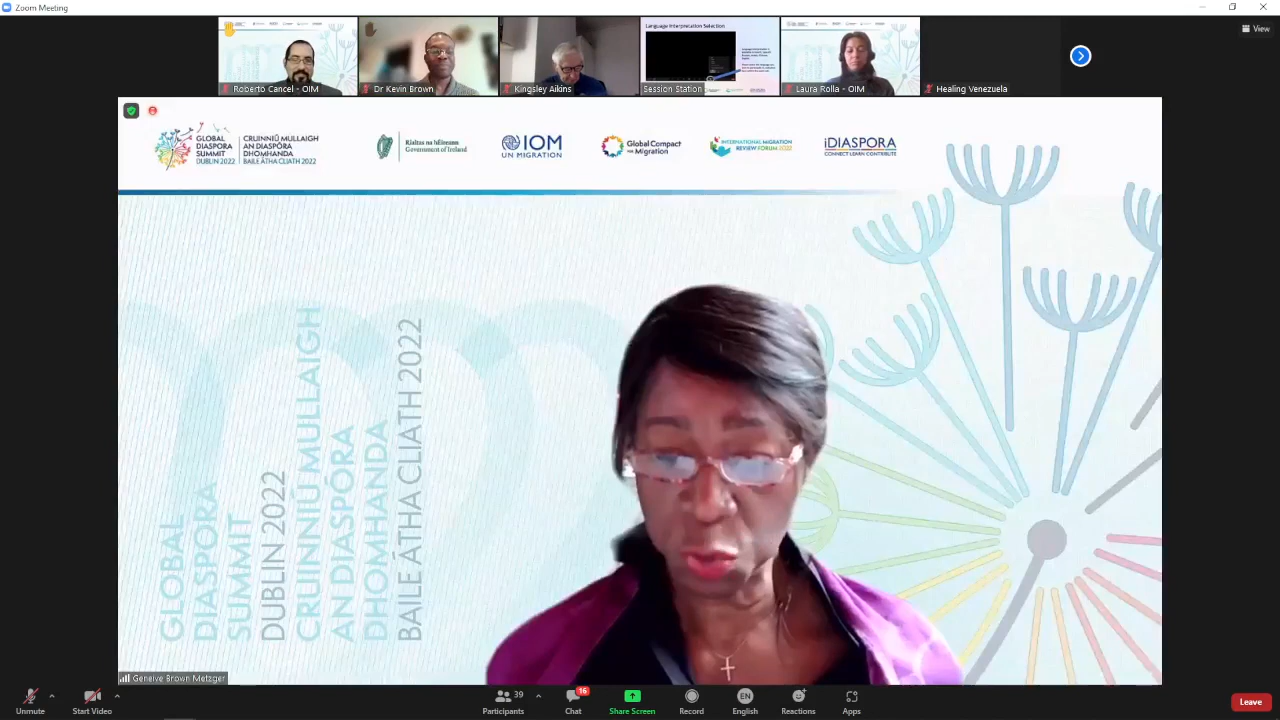 Zoom Meeting
View
Roberto Cancel - OIM
Dr Kevin Brown
Kingsley Aikins
Language Interpretation Selection
Session Station
Laura Rolla - OIM
Healing Venezuela
GLOBAL
DIASPORA
SUMMIT
DUBLIN 2022
CRUINNIÚ MULLAIGH
AN DIASPÓRA
DHOMHANDA
BAILE ÁTHA CLIATH 2022
Rialtas na hÉireann
Government of Ireland
IOM
UN MIGRATION
Global Compact
FOR Migration
INTERNATIONAL MIGRATION
REVIEW FORUM 2022
iDIASPORA
CONNECT LEARN CONTRIBUTE
GLOBAL
DIASPORA
SUMMIT
DUBLIN 2022
CRUINNIÚ MULLAIGH
AN DIASPÓRA
DHOMHANDA
BAILE ÁTHA CLIATH 2022
Geneive Brown Metzger
Unmute
Start Video
Participants
39
Chat
16
Share Screen
Record
EN
English
Reactions
Apps
Leave